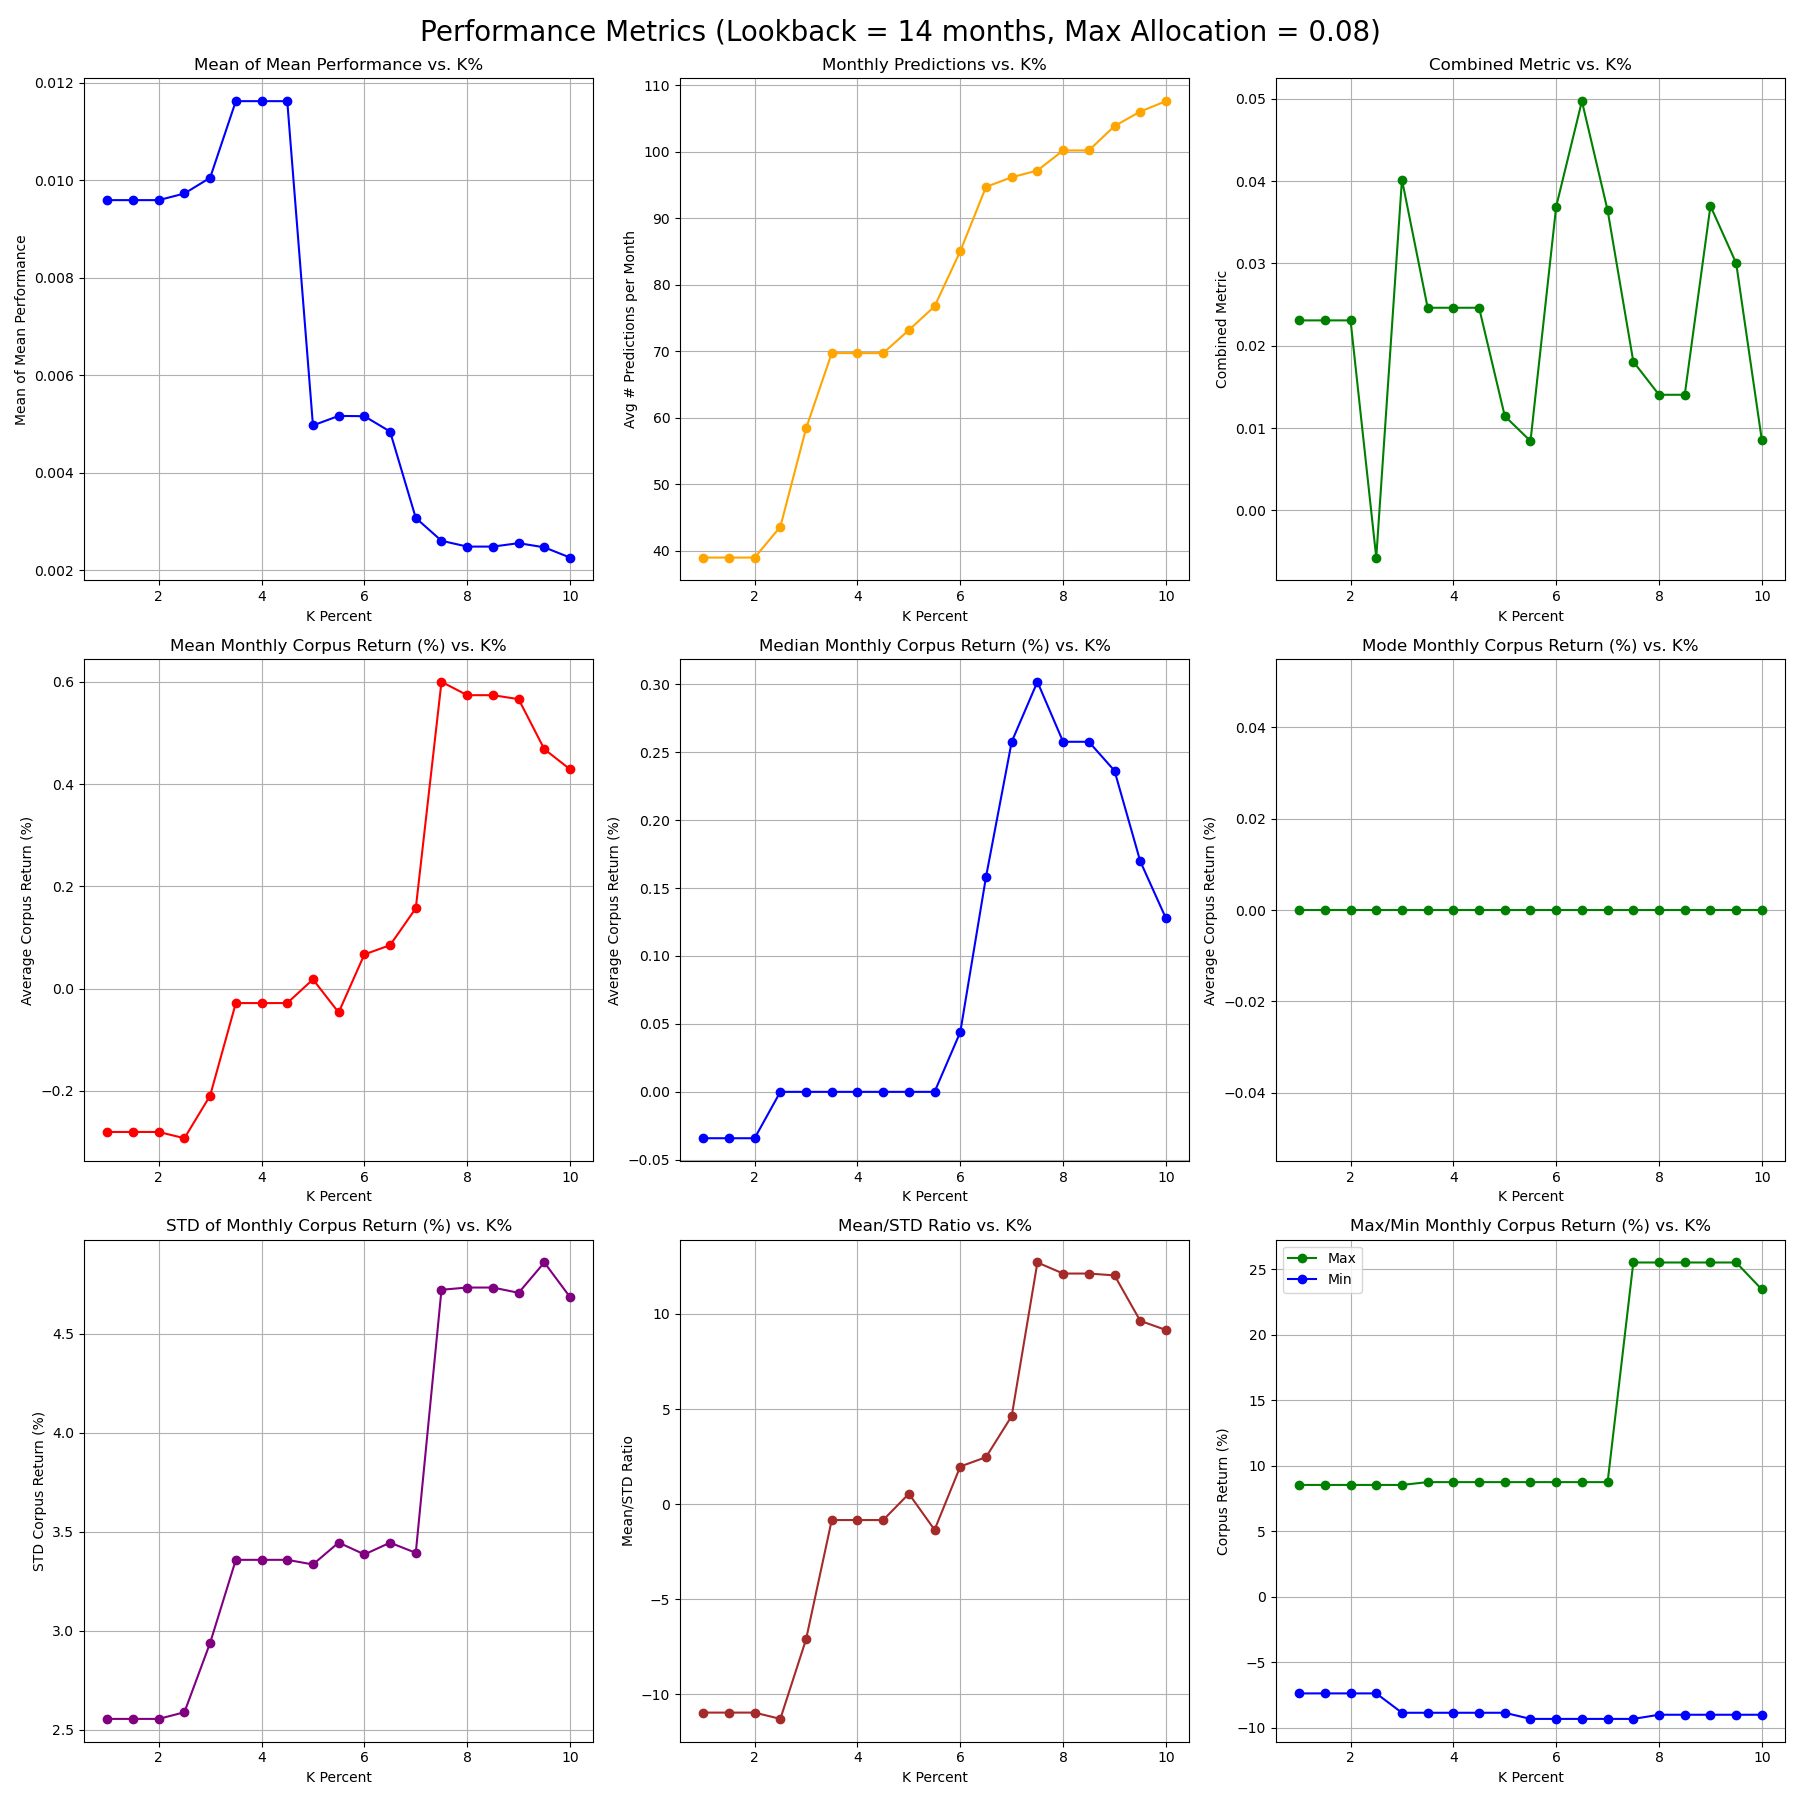 Performance Metrics (Lookback = 14 months, Max Allocation = 0.08)
Mean of Mean Performance vs. K%
Mean of Mean Performance
0.012
0.010
0.008
0.006
0.004
0.002
2 4 6 8 10
K Percent
Monthly Predictions vs. K%
Avg # Predictions per Month
110
100
90
80
70
60
50
40
2 4 6 8 10
K Percent
Combined Metric vs. K%
Combined Metric
0.05
0.04
0.03
0.02
0.01
0.00
2 4 6 8 10
K Percent
Mean Monthly Corpus Return (%) vs. K%
Average Corpus Return (%)
0.6
0.4
0.2
0.0
−0.2
2 4 6 8 10
K Percent
Median Monthly Corpus Return (%) vs. K%
Average Corpus Return (%)
0.30
0.25
0.20
0.15
0.10
0.05
0.00
−0.05
2 4 6 8 10
K Percent
Mode Monthly Corpus Return (%) vs. K%
Average Corpus Return (%)
0.04
0.02
0.00
−0.02
−0.04
2 4 6 8 10
K Percent
STD of Monthly Corpus Return (%) vs. K%
STD Corpus Return (%)
4.5
4.0
3.5
3.0
2.5
2 4 6 8 10
K Percent
Mean/STD Ratio vs. K%
Mean/STD Ratio
10
5
0
−5
−10
2 4 6 8 10
K Percent
Max/Min Monthly Corpus Return (%) vs. K%
Max
Min
Corpus Return (%)
25
20
15
10
5
0
−5
−10
2 4 6 8 10
K Percent